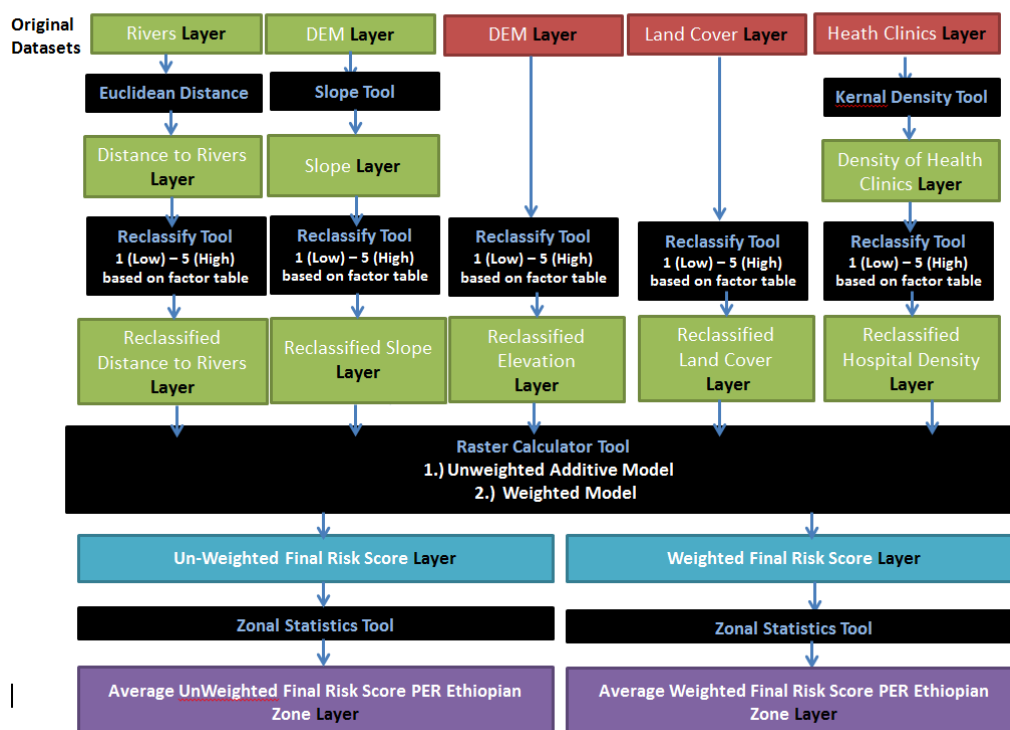 Original
Datasets
Rivers Layer
DEM Layer
DEM Layer
Land Cover Layer
Heath Clinics Layer
Euclidean Distance
Slope Tool
Kernal Density Tool
Distance to Rivers
Layer
Slope Layer
Density of Health
Clinics Layer
Reclassify Tool
1 (Low) – 5 (High)
based on factor table
Reclassify Tool
1 (Low) – 5 (High)
based on factor table
Reclassify Tool
1 (Low) – 5 (High)
based on factor table
Reclassify Tool
1 (Low) – 5 (High)
based on factor table
Reclassify Tool
1 (Low) – 5 (High)
based on factor table
Reclassified
Distance to Rivers
Layer
Reclassified Slope
Layer
Reclassified
Elevation
Layer
Reclassified
Land Cover
Layer
Reclassified
Hospital Density
Layer
Raster Calculator Tool
1.) Unweighted Additive Model
2.) Weighted Model
Un-Weighted Final Risk Score Layer
Weighted Final Risk Score Layer
Zonal Statistics Tool
Zonal Statistics Tool
Average UnWeighted Final Risk Score PER Ethiopian
Zone Layer
Average Weighted Final Risk Score PER Ethiopian
Zone Layer